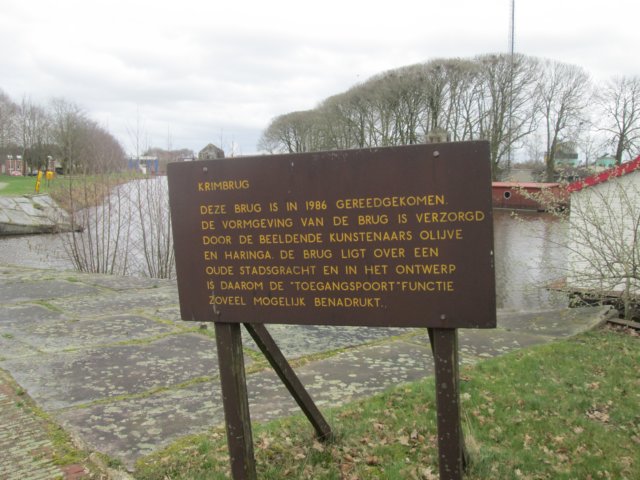 KRIMBRUG
DEZE BRUG IS IN 1986 GEREEDGEKOMEN.
DE VORMGEVING VAN DE BRUG IS VERZORGD
DOOR DE BEELDENDE KUNSTENAARS OLIJVE
EN HARINGA. DE BRUG LIGT OVER EEN
OUDE STADSGRACHT EN IN HET ONTWERP
IS DAAROM DE "TOEGANGSPOORT" FUNCTIE
ZOVEEL MOGELIJK BENADRUKT.